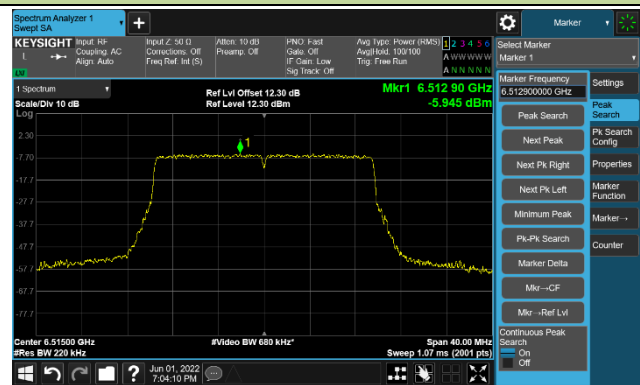 Spectrum Analyzer 1
Swept SA
Marker
KEYSIGHT
L
Input: RF
Coupling: AC
Align: Auto
Input Z: 50 Ω
Corrections: Off
Freq Ref: Int (S)
Atten: 10 dB
Preamp: Off
PNO: Fast
Gate: Off
IF Gain: Low
Sig Track: Off
Avg Type: Power (RMS)
Avg|Hold: 100/100
Trig: Free Run
1 2 3 4 5 6
A W W W W W
A N N N N N
LW
1 Spectrum
Scale/Div 10 dB
Log
Ref Lvl Offset 12.30 dB
Ref Level 12.30 dBm
Mkr1 6.512 90 GHz
-5.945 dBm
2.30
-7.70
-17.7
-27.7
-37.7
-47.7
-57.7
-67.7
-77.7
1
Center 6.51500 GHz
#Res BW 220 kHz
#Video BW 680 kHz*
Span 40.00 MHz
Sweep 1.07 ms (2001 pts)
Jun 01, 2022
7:04:10 PM
Select Marker
Marker 1
Marker Frequency
6.512900000 GHz
Peak Search
Next Peak
Next Pk Right
Next Pk Left
Minimum Peak
Pk-Pk Search
Marker Delta
Mkr→CF
Mkr→Ref Lvl
Continuous Peak
Search
On
Off
Settings
Peak
Search
Pk Search
Config
Properties
Marker
Function
Marker→
Counter